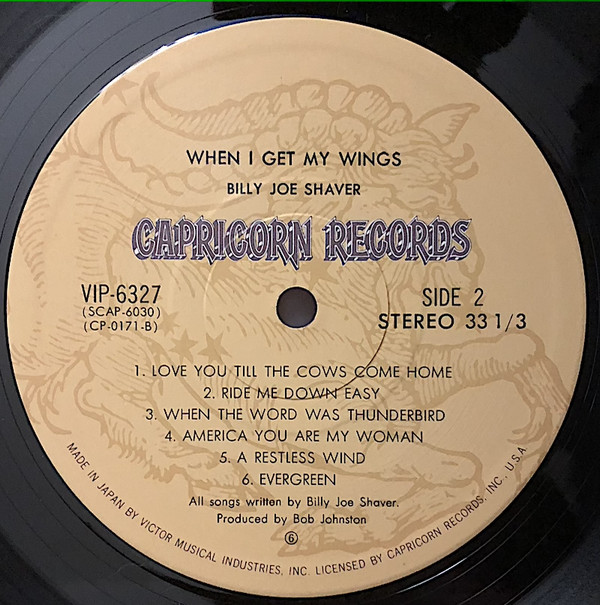 WHEN I GET MY WINGS
BILLY JOE SHAVER
CAPRICORN RECORDS
VIP-6327
(SCAP-6030)
(CP-0171-B)
SIDE 2
STEREO 33 1/3
1. LOVE YOU TILL THE COWS COME HOME
2. RIDE ME DOWN EASY
3. WHEN THE WORD WAS THUNDERBIRD
4. AMERICA YOU ARE MY WOMAN
5. A RESTLESS WIND
6. EVERGREEN
All songs written by Billy Joe Shaver.
Produced by Bob Johnston
⑥
MADE IN JAPAN BY VICTOR MUSICAL INDUSTRIES, INC. LICENSED BY CAPRICORN RECORDS, INC. U.S.A